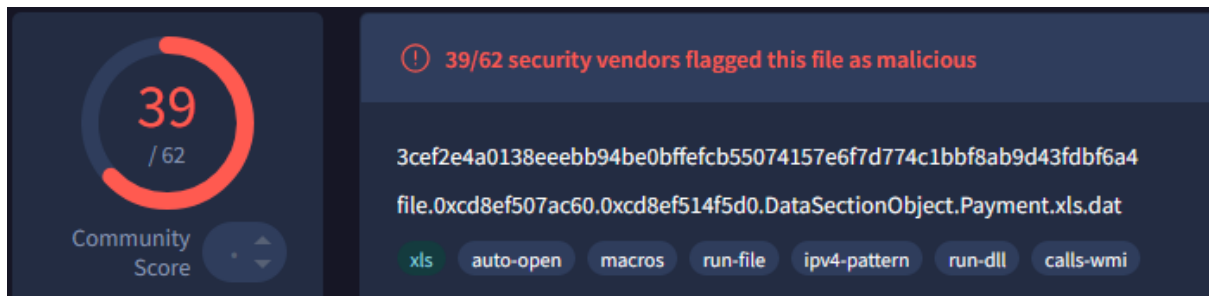 39
/ 62
Community
Score
39/62 security vendors flagged this file as malicious
3cef2e4a0138eeebb94be0bffefcb55074157e6f7d774c1bbf8ab9d43fdbf6a4
file.0xcd8ef507ac60.0xcd8ef514f5d0.DataSectionObject.Payment.xls.dat
xls auto-open macros run-file ipv4-pattern run-dll calls-wmi